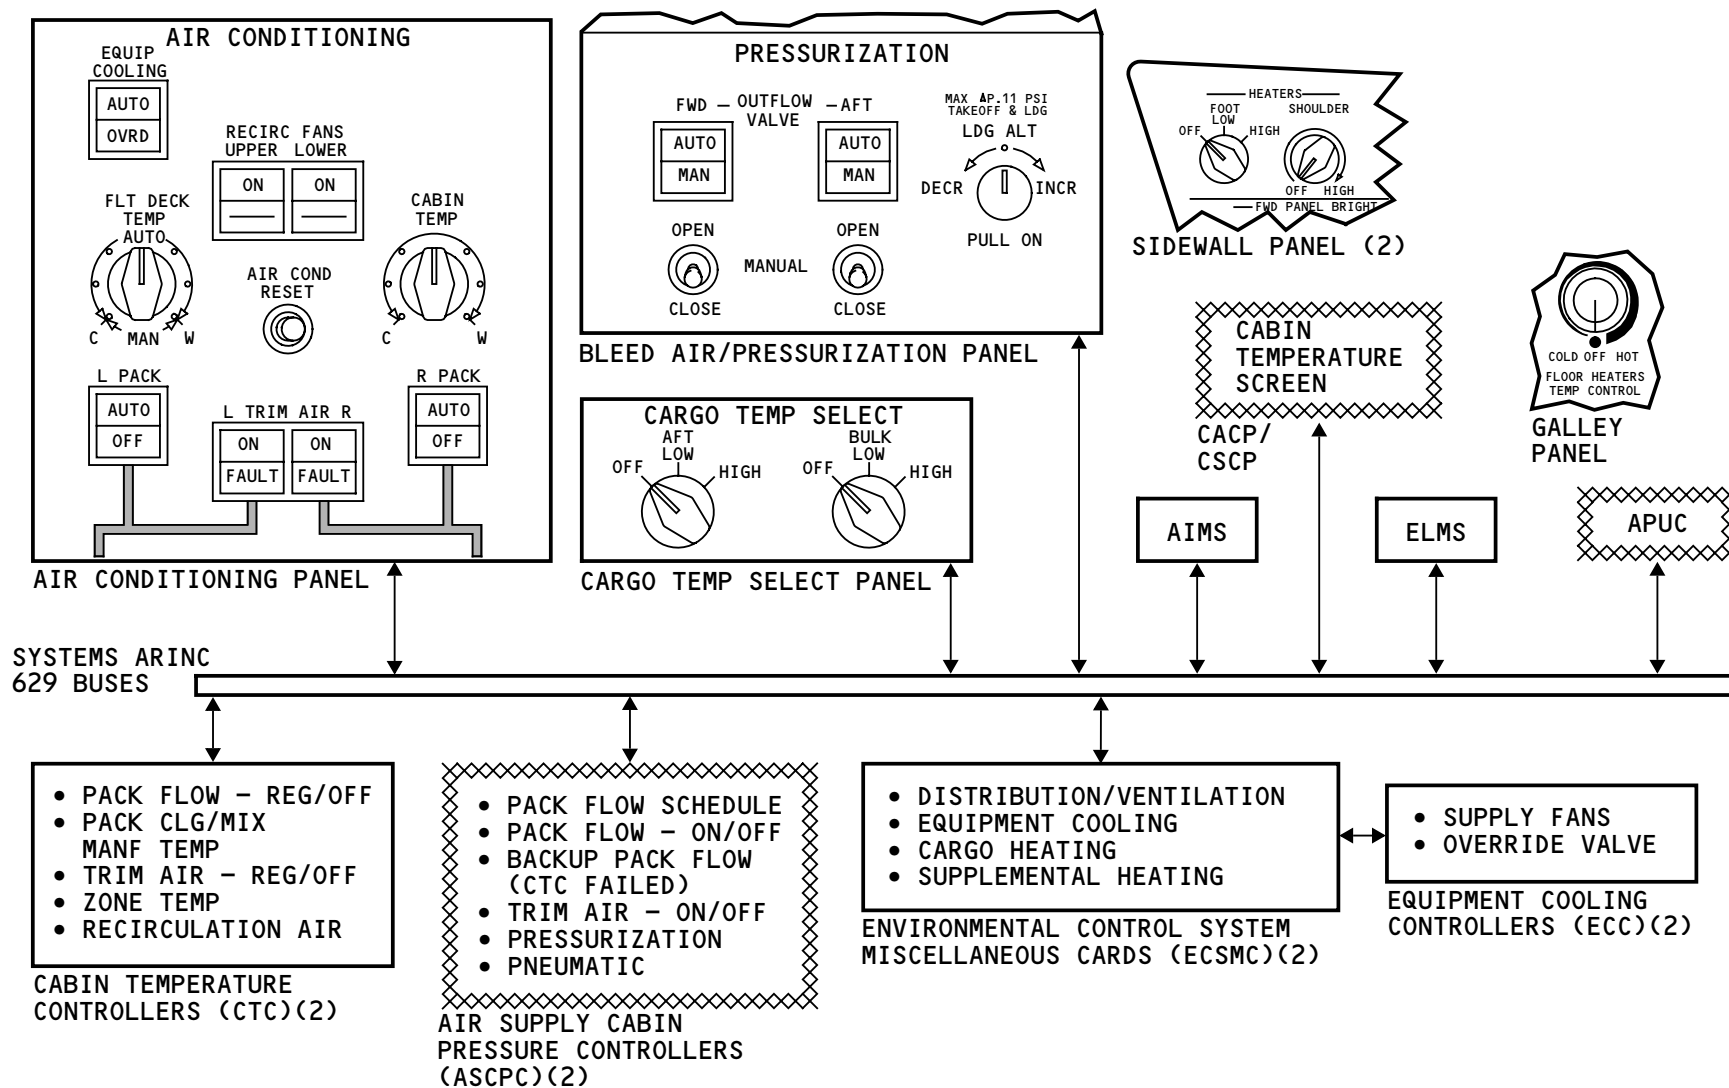 AIR CONDITIONING
EQUIP
COOLING
AUTO
OVRD
RECIRC FANS
UPPER LOWER
ON ON
FLT DECK
TEMP
AUTO
C MAN W
AIR COND
RESET
CABIN
TEMP
C W
L PACK
AUTO
OFF
L TRIM AIR R
ON ON
FAULT FAULT
R PACK
AUTO
OFF
AIR CONDITIONING PANEL
PRESSURIZATION
FWD – OUTFLOW – AFT
VALVE
AUTO AUTO
MAN MAN
OPEN OPEN
MANUAL
CLOSE CLOSE
MAX ΔP.11 PSI
TAKEOFF & LDG
LDG ALT
DECR INCR
PULL ON
BLEED AIR/PRESSURIZATION PANEL
CARGO TEMP SELECT
AFT
LOW
OFF HIGH
BULK
LOW
OFF HIGH
CARGO TEMP SELECT PANEL
HEATERS
FOOT SHOULDER
LOW
OFF HIGH
OFF HIGH
FWD PANEL BRIGHT
SIDEWALL PANEL (2)
CABIN
TEMPERATURE
SCREEN
CACP/
CSCP
COLD OFF HOT
FLOOR HEATERS
TEMP CONTROL
GALLEY
PANEL
AIMS
ELMS
APUC
SYSTEMS ARINC
629 BUSES
• PACK FLOW – REG/OFF
• PACK CLG/MIX
MANF TEMP
• TRIM AIR – REG/OFF
• ZONE TEMP
• RECIRCULATION AIR
CABIN TEMPERATURE
CONTROLLERS (CTC)(2)
• PACK FLOW SCHEDULE
• PACK FLOW – ON/OFF
• BACKUP PACK FLOW
(CTC FAILED)
• TRIM AIR – ON/OFF
• PRESSURIZATION
• PNEUMATIC
AIR SUPPLY CABIN
PRESSURE CONTROLLERS
(ASCPC)(2)
• DISTRIBUTION/VENTILATION
• EQUIPMENT COOLING
• CARGO HEATING
• SUPPLEMENTAL HEATING
ENVIRONMENTAL CONTROL SYSTEM
MISCELLANEOUS CARDS (ECSMC)(2)
• SUPPLY FANS
• OVERRIDE VALVE
EQUIPMENT COOLING
CONTROLLERS (ECC)(2)